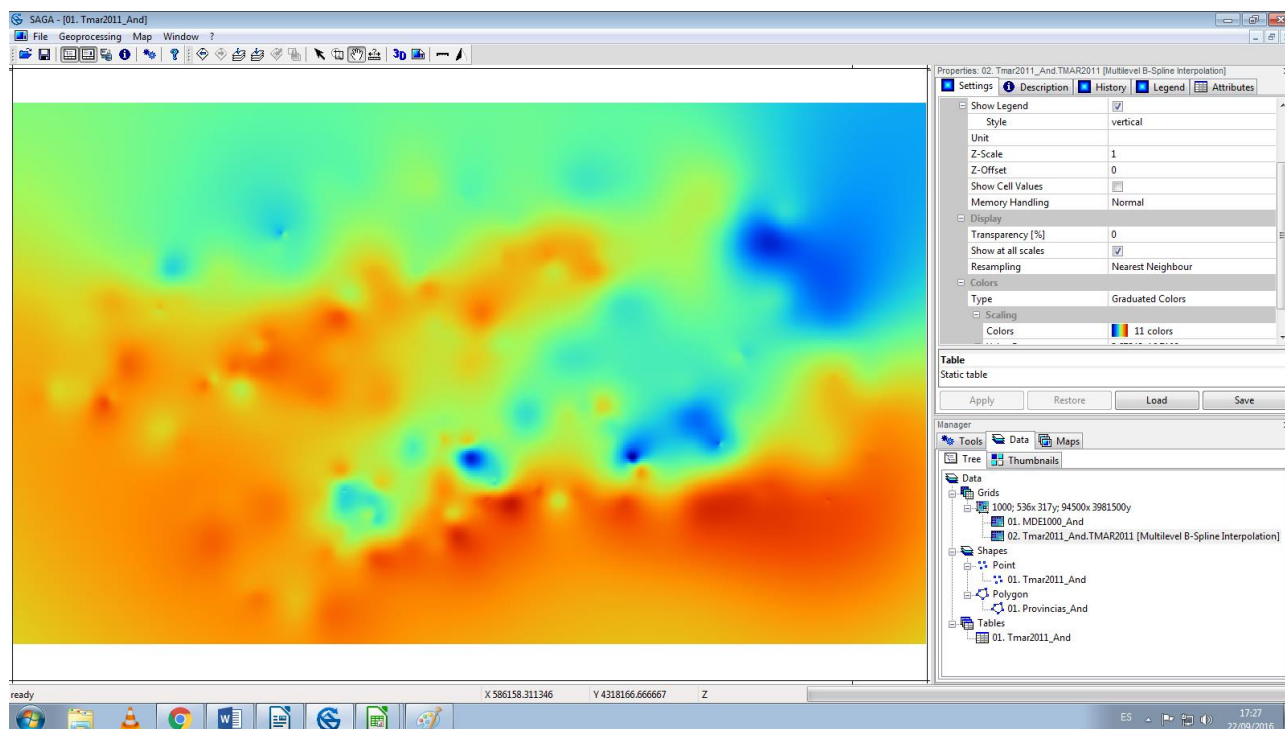 SAGA - [01. Tmar2011_And]
File Geoprocessing Map Window ?
3D
Properties: 02. Tmar2011_And.TMAR2011 [Multilevel B-Spline Interpolation]
Settings Description History Legend Attributes
Show Legend
Style vertical
Unit
Z-Scale 1
Z-Offset 0
Show Cell Values
Memory Handling Normal
Display
Transparency [%] 0
Show at all scales
Resampling Nearest Neighbour
Colors
Type Graduated Colors
Scaling
Colors 11 colors
Table
Static table
Apply Restore Load Save
Manager
Tools Data Maps
Tree Thumbnails
Data
Grids
1000; 536x 317y; 94500x 3981500y
01. MDE1000_And
02. Tmar2011_And.TMAR2011 [Multilevel B-Spline Interpolation]
Shapes
Point
01. Tmar2011_And
Polygon
01. Provincias_And
Tables
01. Tmar2011_And
ready X 586158.311346 Y 4318166.666667 Z
ES 17:27
22/09/2016